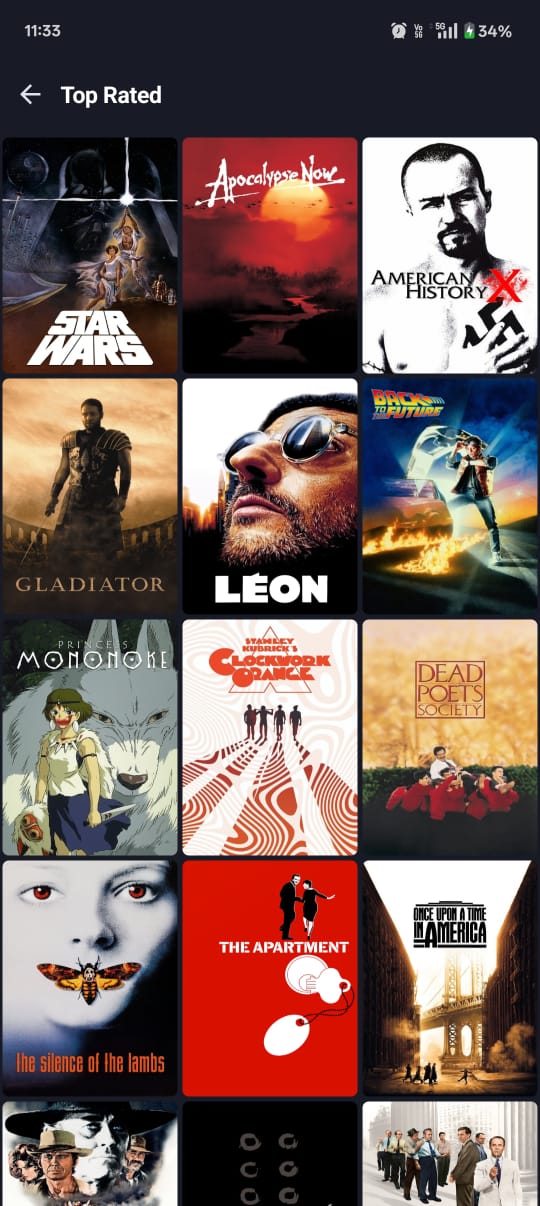 11:33
Vo
5G
5G
34%
Top Rated
STAR
WARS
Apocalypse Now
AMERICAN
HISTORY X
GLADIATOR
LÉON
BACK
TO THE
FUTURE
PRINCESS
MONONOKE
STANLEY
KUBRICK'S
CLOCKWORK
ORANGE
DEAD
POETS
SOCIETY
the silence of the lambs
THE APARTMENT
ONCE UPON A TIME
IN AMERICA